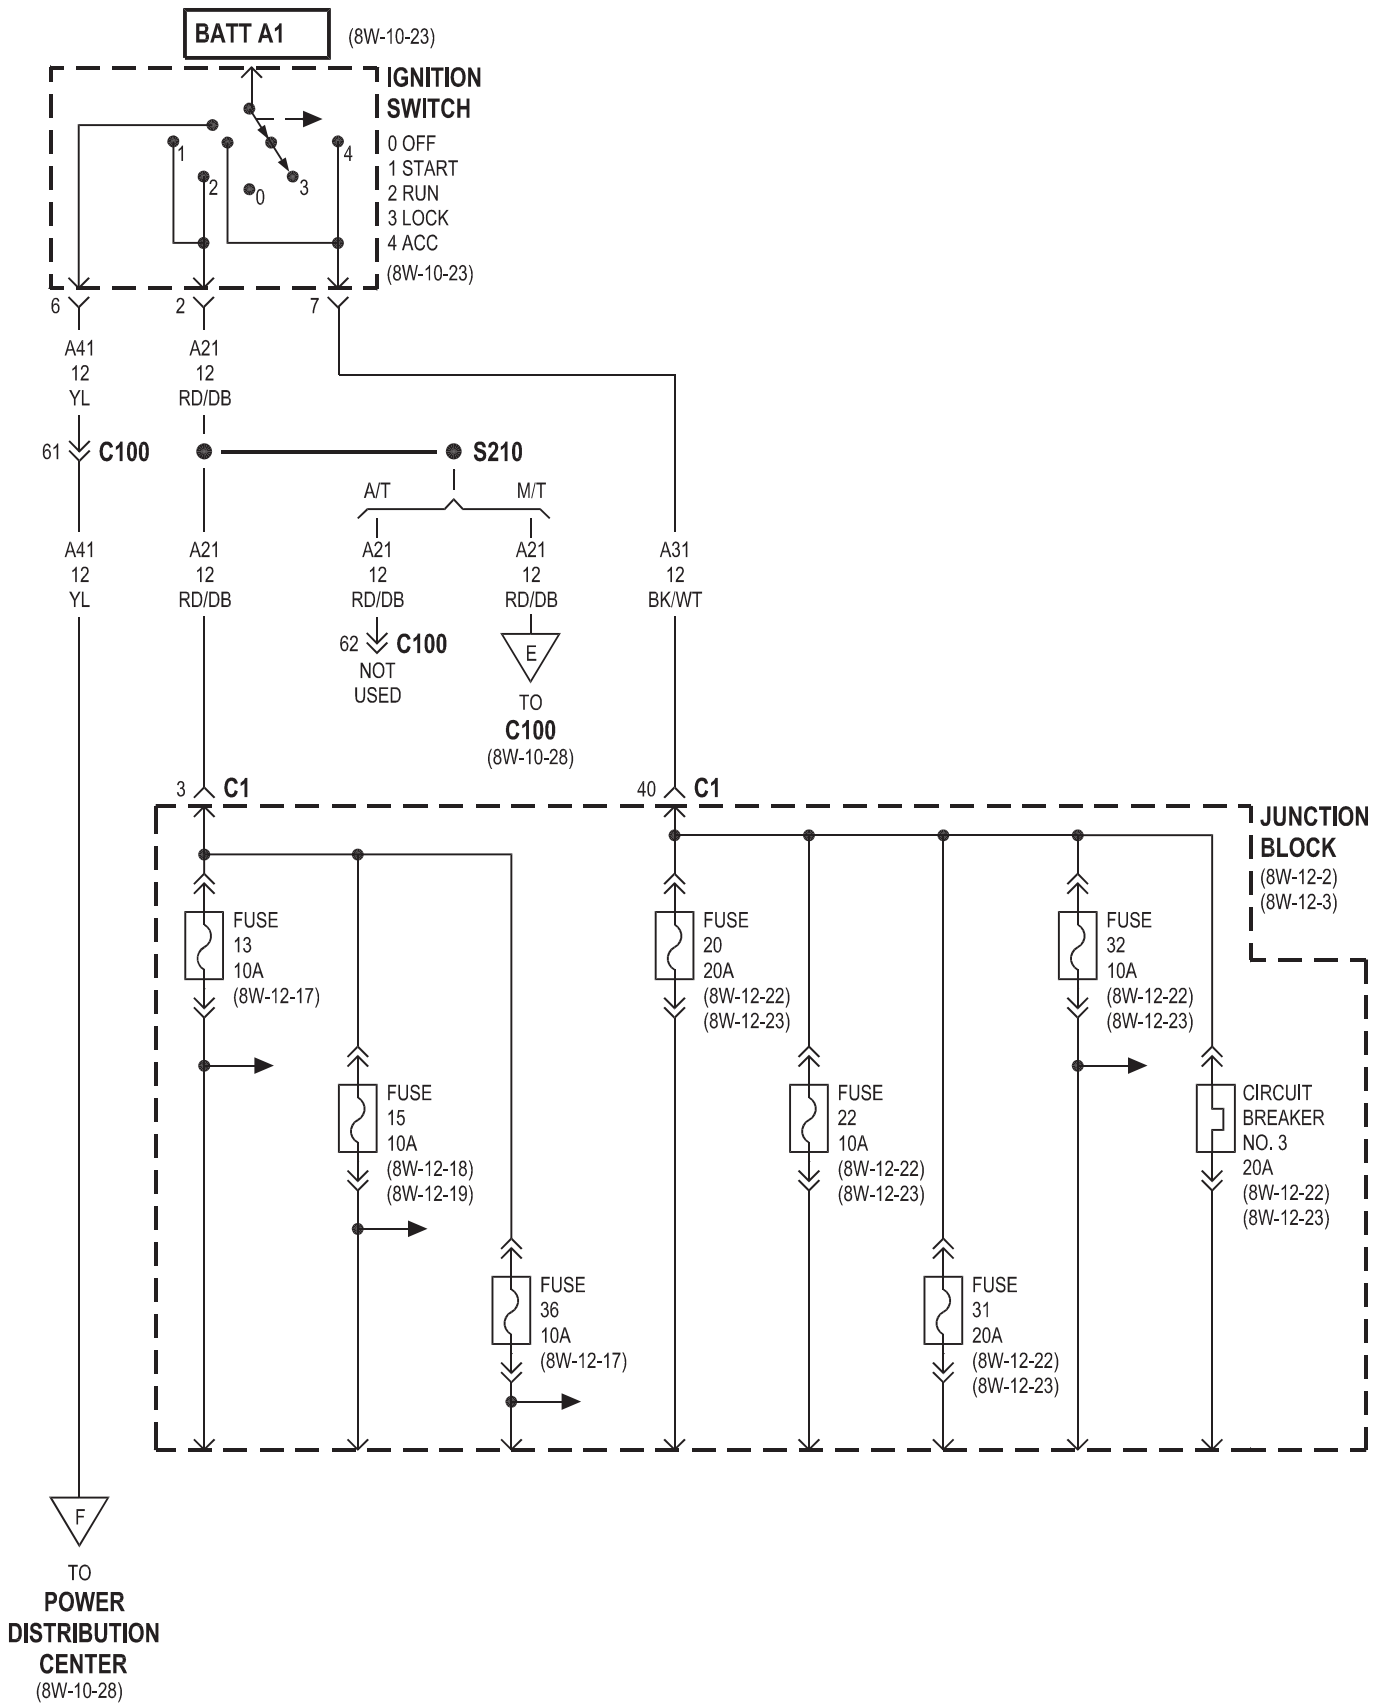 BATT A1
(8W-10-23)
IGNITION
SWITCH
0 OFF
1 START
2 RUN
3 LOCK
4 ACC
(8W-10-23)
1
2
0
3
4
6
2
7
A41
12
YL
A21
12
RD/DB
61
C100
S210
A/T
M/T
A41
12
YL
A21
12
RD/DB
A21
12
RD/DB
A21
12
RD/DB
A31
12
BK/WT
62
C100
NOT
USED
E
TO
C100
(8W-10-28)
3
C1
40
C1
JUNCTION
BLOCK
(8W-12-2)
(8W-12-3)
FUSE
13
10A
(8W-12-17)
FUSE
20
20A
(8W-12-22)
(8W-12-23)
FUSE
32
10A
(8W-12-22)
(8W-12-23)
FUSE
15
10A
(8W-12-18)
(8W-12-19)
FUSE
22
10A
(8W-12-22)
(8W-12-23)
CIRCUIT
BREAKER
NO. 3
20A
(8W-12-22)
(8W-12-23)
FUSE
36
10A
(8W-12-17)
FUSE
31
20A
(8W-12-22)
(8W-12-23)
F
TO
POWER
DISTRIBUTION
CENTER
(8W-10-28)